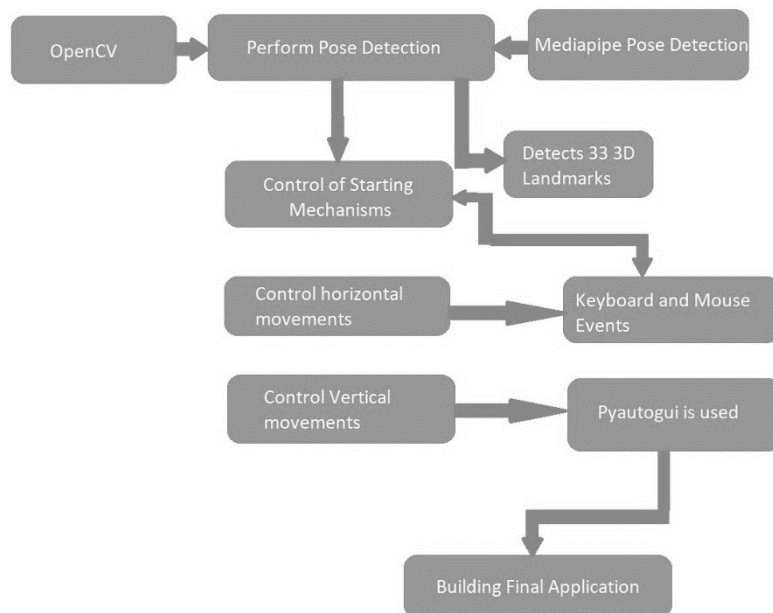 OpenCV
Perform Pose Detection
Mediapipe Pose Detection
Detects 33 3D
Landmarks
Control of Starting
Mechanisms
Control horizontal
movements
Keyboard and Mouse
Events
Control Vertical
movements
Pyautogui is used
Building Final Application